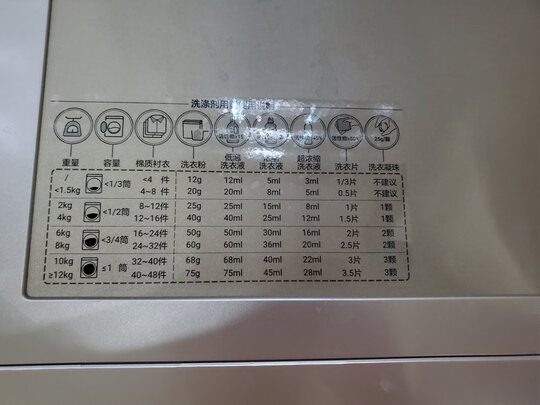 洗涤剂用
重量 容量 棉质衬衣 洗衣粉 低泡洗衣液 洗衣液 超浓缩洗衣液 洗衣片 洗衣凝珠
/ <1/3筒 <4 件 12g 12ml 5ml 3ml 1/3片 不建议
<1.5kg 4~8 件 20g 20ml 8ml 5ml 0.5片 不建议
2kg <1/2筒 8~12件 25g 25ml 15ml 8ml 1片 1颗
4kg 12~16件 40g 40ml 25ml 12ml 1.5片 1颗
6kg <3/4筒 16~24件 50g 50ml 30ml 16ml 2片 2颗
8kg 24~32件 60g 60ml 36ml 20ml 2.5片 2颗
10kg ≤1 筒 32~40件 68g 68ml 40ml 22ml 3片 3颗
≥12kg 40~48件 75g 75ml 45ml 28ml 3.5片 3颗